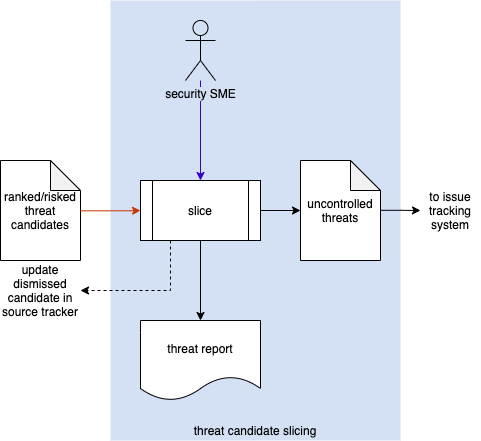 security SME
ranked/risked
threat
candidates
slice
uncontrolled
threats
to issue
tracking
system
update
dismissed
candidate in
source tracker
threat report
threat candidate slicing